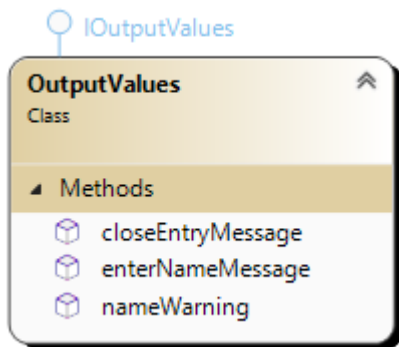 IOutputValues
OutputValues
Class
Methods
closeEntryMessage
enterNameMessage
nameWarning